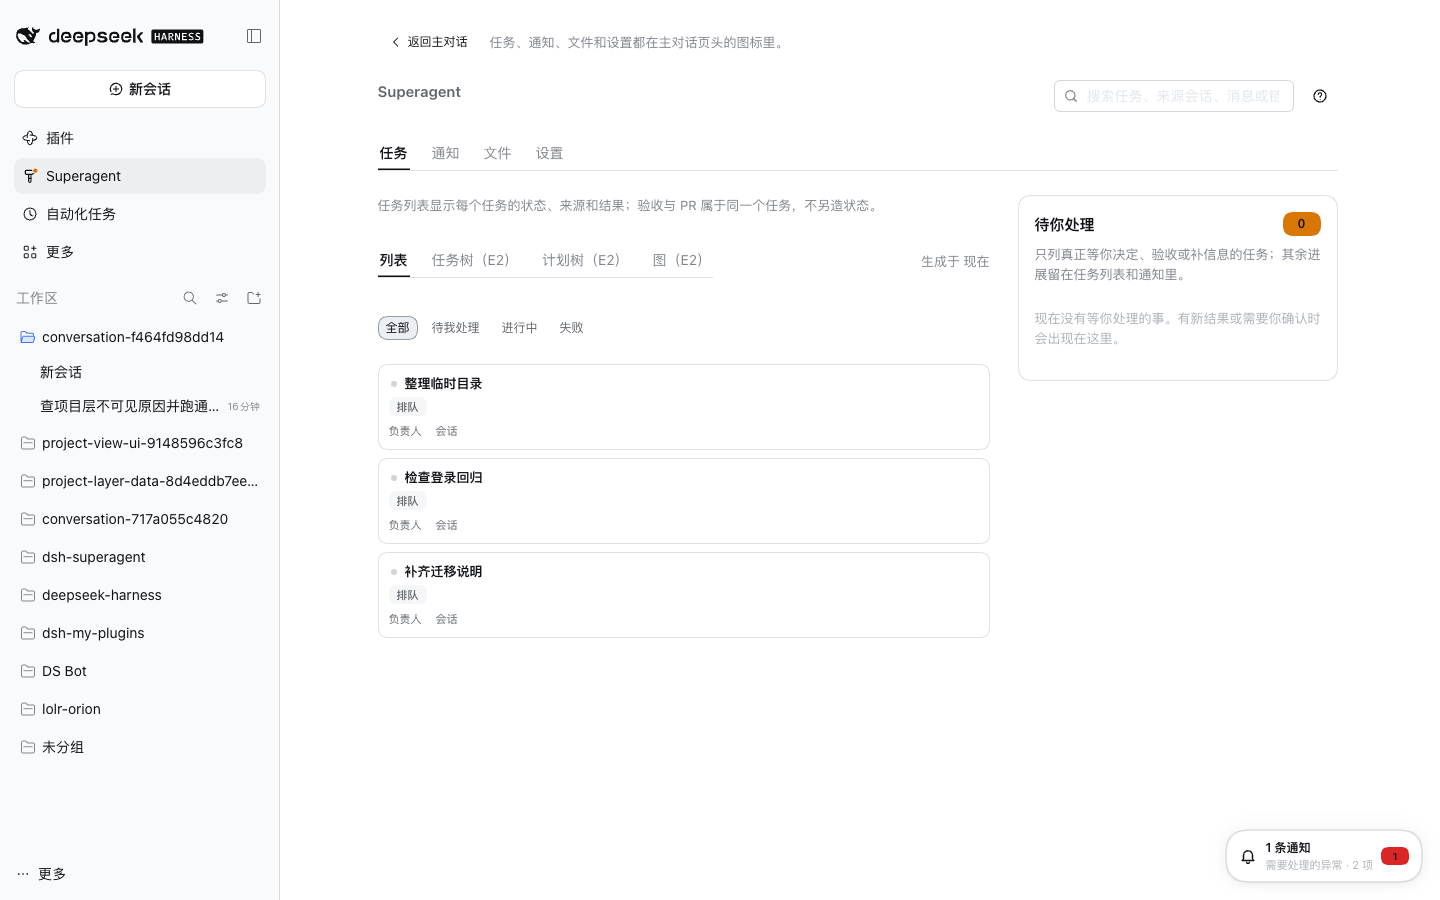 deepseek HARNESS
新会话
插件
Superagent
自动化任务
更多
工作区
conversation-f464fd98dd14
新会话
查项目层不可见原因并跑通... 16分钟
project-view-ui-9148596c3fc8
project-layer-data-8d4eddb7ee...
conversation-717a055c4820
dsh-superagent
deepseek-harness
dsh-my-plugins
DS Bot
lolr-orion
未分组
更多
返回主对话 任务、通知、文件和设置都在主对话页头的图标里。
Superagent
搜索任务、来源会话、消息或链
任务 通知 文件 设置
任务列表显示每个任务的状态、来源和结果；验收与 PR 属于同一个任务，不另造状态。
列表 任务树（E2） 计划树（E2） 图（E2） 生成于 现在
全部 待我处理 进行中 失败
整理临时目录
排队
负责人 会话
检查登录回归
排队
负责人 会话
补齐迁移说明
排队
负责人 会话
待你处理 0
只列真正等你决定、验收或补信息的任务；其余进
展留在任务列表和通知里。
现在没有等你处理的事。有新结果或需要你确认时
会出现在这里。
1 条通知
需要处理的异常 · 2 项 1